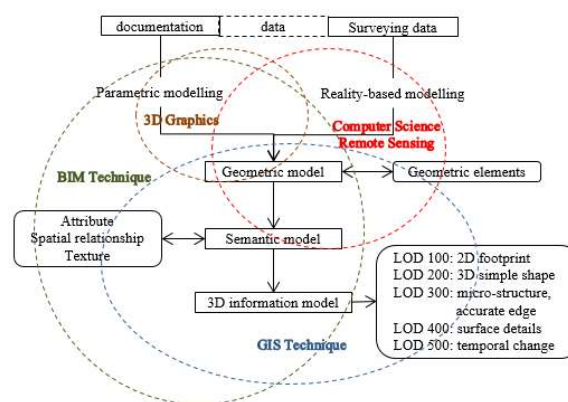 documentation data Surveying data
Parametric modelling Reality-based modelling
3D Graphics Computer Science
Remote Sensing
BIM Technique Geometric model Geometric elements
Attribute
Spatial relationship
Texture
Semantic model
LOD 100: 2D footprint
LOD 200: 3D simple shape
LOD 300: micro-structure,
accurate edge
LOD 400: surface details
LOD 500: temporal change
3D information model
GIS Technique